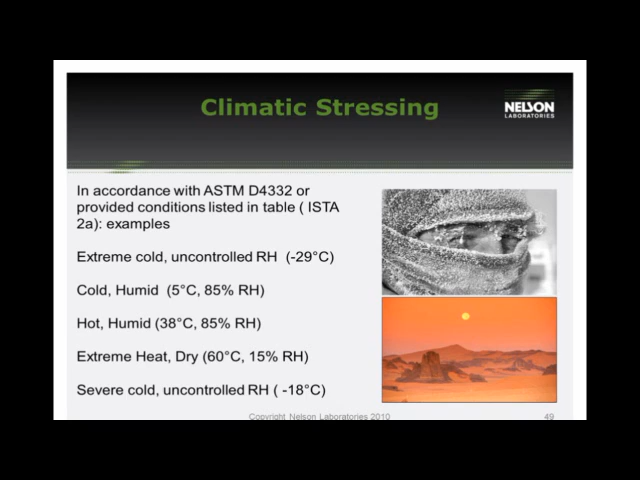 Climatic Stressing
NELSON
LABORATORIES
In accordance with ASTM D4332 or
provided conditions listed in table ( ISTA
2a): examples
Extreme cold, uncontrolled RH (-29°C)
Cold, Humid (5°C, 85% RH)
Hot, Humid (38°C, 85% RH)
Extreme Heat, Dry (60°C, 15% RH)
Severe cold, uncontrolled RH ( -18°C)
Copyright Nelson Laboratories 2010
49